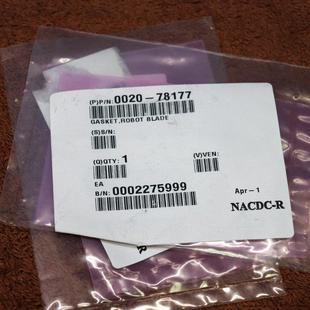 (P)P/N: 0020-78177
GASKET,ROBOT BLADE
(S)S/N:
(Q)QTY: 1
(V)VEN:
EA
B/N: 0002275999
Apr-1
NACDC-R
R